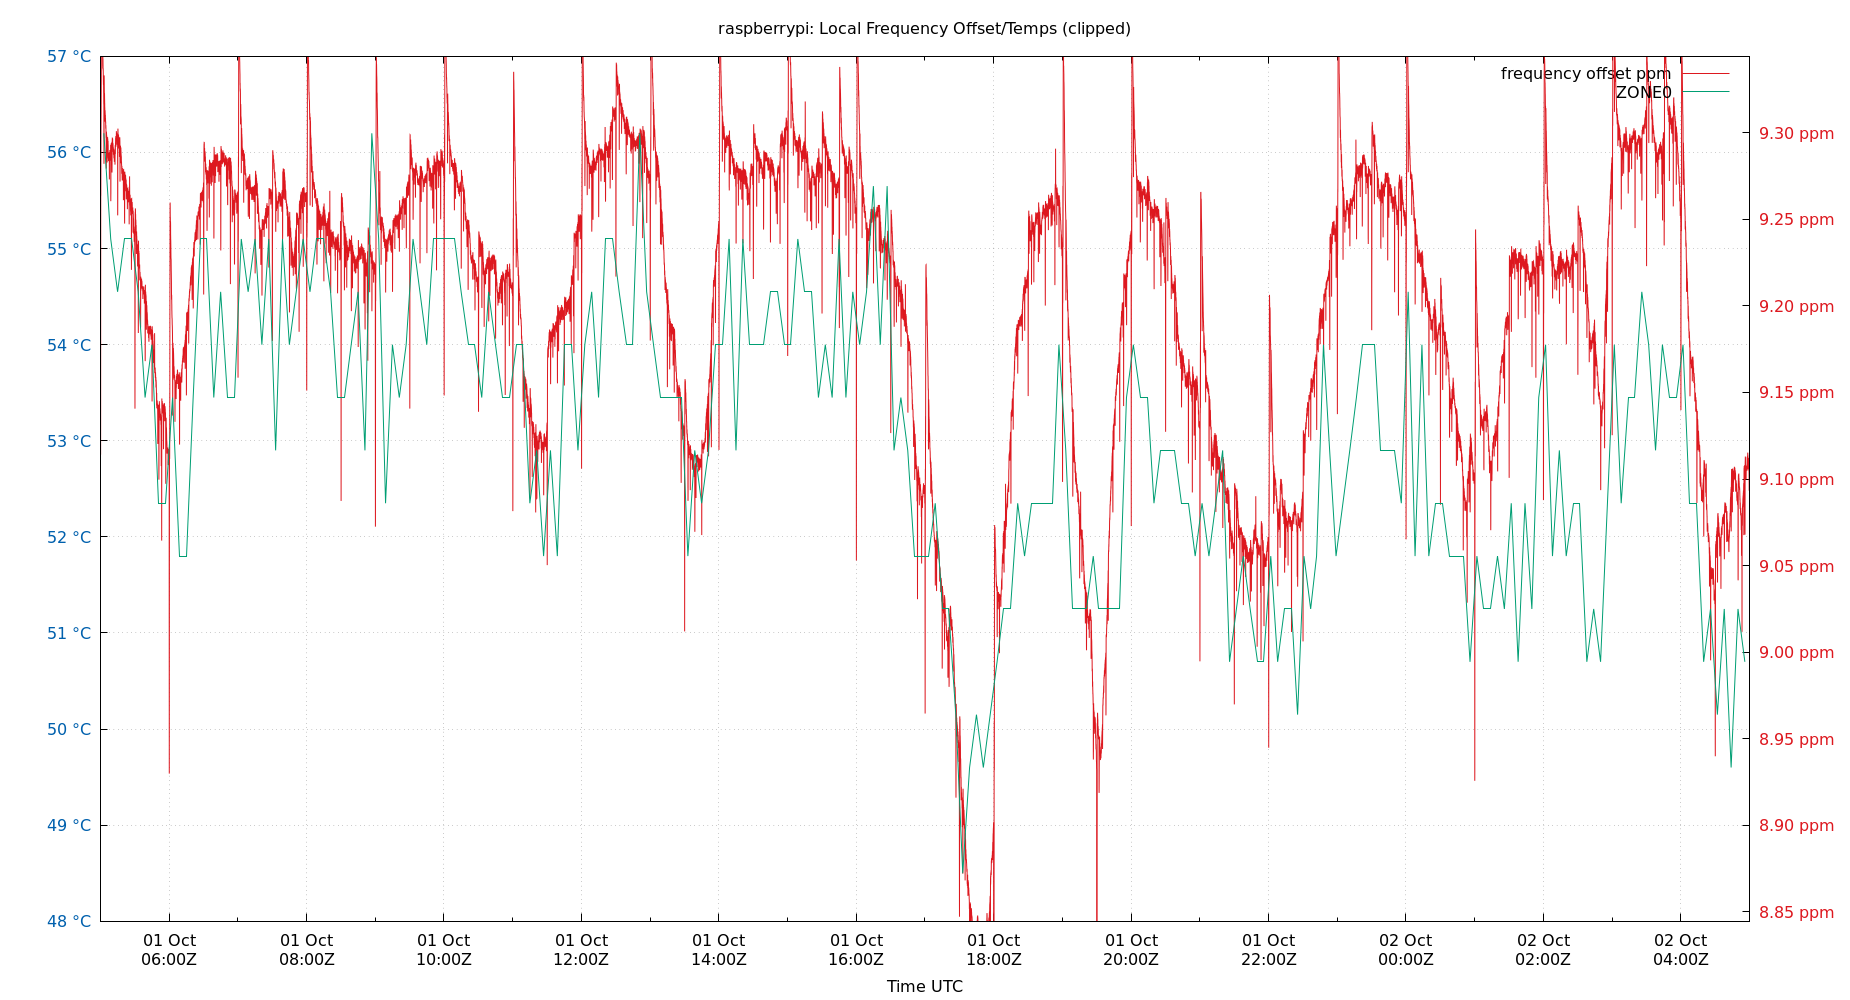 raspberrypi: Local Frequency Offset/Temps (clipped)
57 °C
56 °C
55 °C
54 °C
53 °C
52 °C
51 °C
50 °C
49 °C
48 °C
frequency offset ppm
ZONE0
9.30 ppm
9.25 ppm
9.20 ppm
9.15 ppm
9.10 ppm
9.05 ppm
9.00 ppm
8.95 ppm
8.90 ppm
8.85 ppm
01 Oct
06:00Z
01 Oct
08:00Z
01 Oct
10:00Z
01 Oct
12:00Z
01 Oct
14:00Z
01 Oct
16:00Z
01 Oct
18:00Z
01 Oct
20:00Z
01 Oct
22:00Z
02 Oct
00:00Z
02 Oct
02:00Z
02 Oct
04:00Z
Time UTC